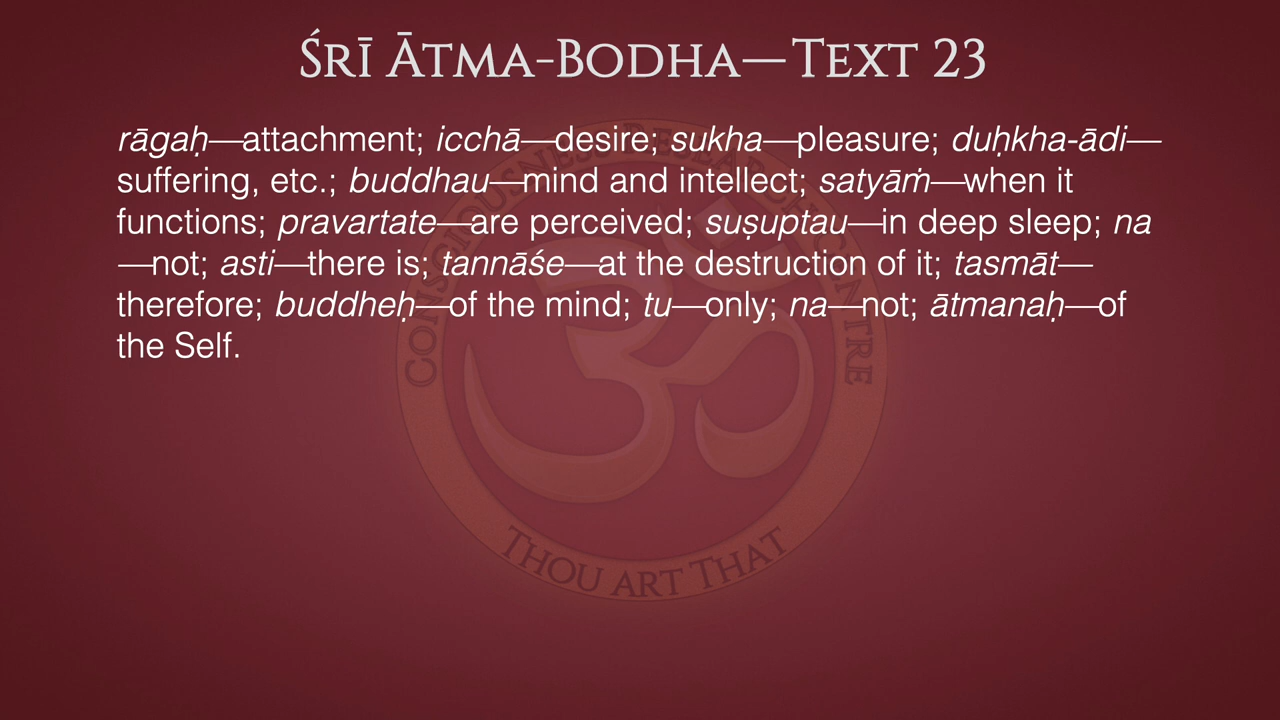 Śrī Ātma-Bodha—Text 23
rāgaḥ—attachment; icchā—desire; sukha—pleasure; duḥkha-ādi—
suffering, etc.; buddhau—mind and intellect; satyāṁ—when it
functions; pravartate—are perceived; suṣuptau—in deep sleep; na
—not; asti—there is; tannāśe—at the destruction of it; tasmāt—
therefore; buddheḥ—of the mind; tu—only; na—not; ātmanaḥ—of
the Self.
Consciousness Research Centre
Thou Art That
ॐ